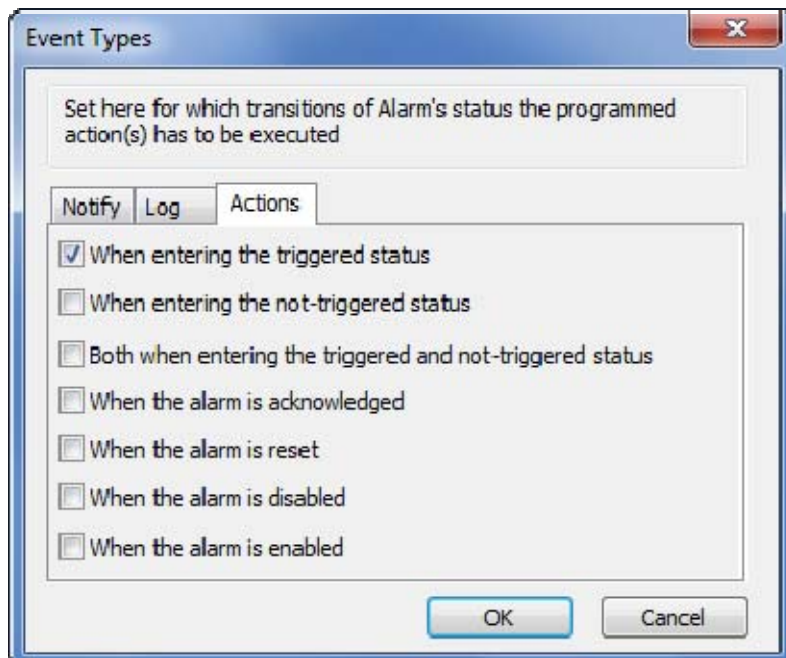 Event Types
Set here for which transitions of Alarm's status the programmed
action(s) has to be executed
Notify
Log
Actions
When entering the triggered status
When entering the not-triggered status
Both when entering the triggered and not-triggered status
When the alarm is acknowledged
When the alarm is reset
When the alarm is disabled
When the alarm is enabled
OK
Cancel